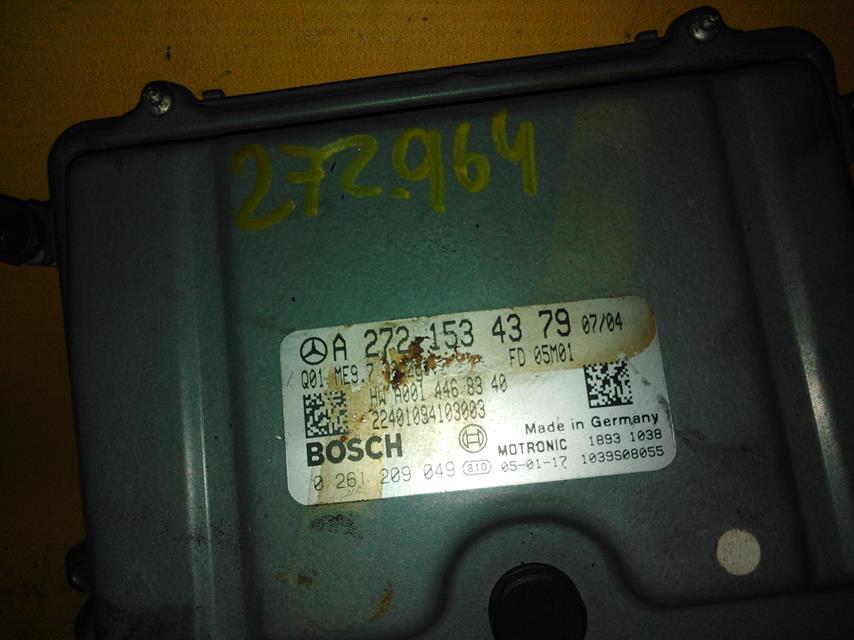 272.964
A 272 153 43 79 07/04
Q01 ME9.7 FD 05M01
HW A001 446 83 40
22401094103003
BOSCH Made in Germany
MOTRONIC 1893 1038
0 261 209 049 810 05-01-17 1039S08055